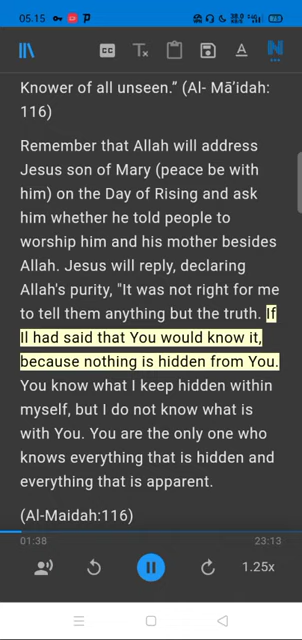 05.15
CC
Knower of all unseen.” (Al- Mā’idah:
116)
Remember that Allah will address
Jesus son of Mary (peace be with
him) on the Day of Rising and ask
him whether he told people to
worship him and his mother besides
Allah. Jesus will reply, declaring
Allah's purity, "It was not right for me
to tell them anything but the truth. If
II had said that You would know it,
because nothing is hidden from You.
You know what I keep hidden within
myself, but I do not know what is
with You. You are the only one who
knows everything that is hidden and
everything that is apparent.
(Al-Maidah:116)
01:38
23:13
1.25x